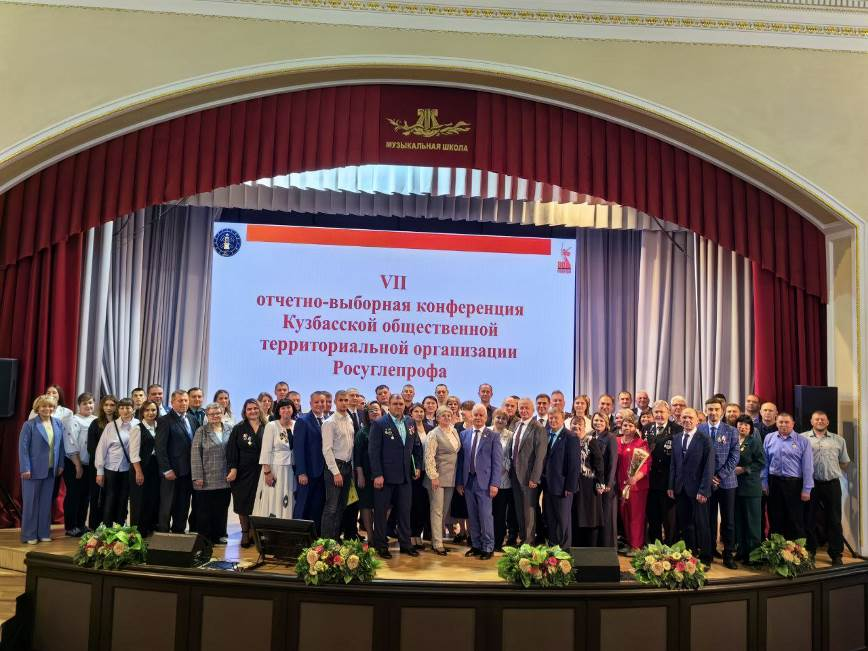 МУЗЫКАЛЬНАЯ ШКОЛА
VII
отчетно-выборная конференция
Кузбасской общественной
территориальной организации
Росуглепрофа